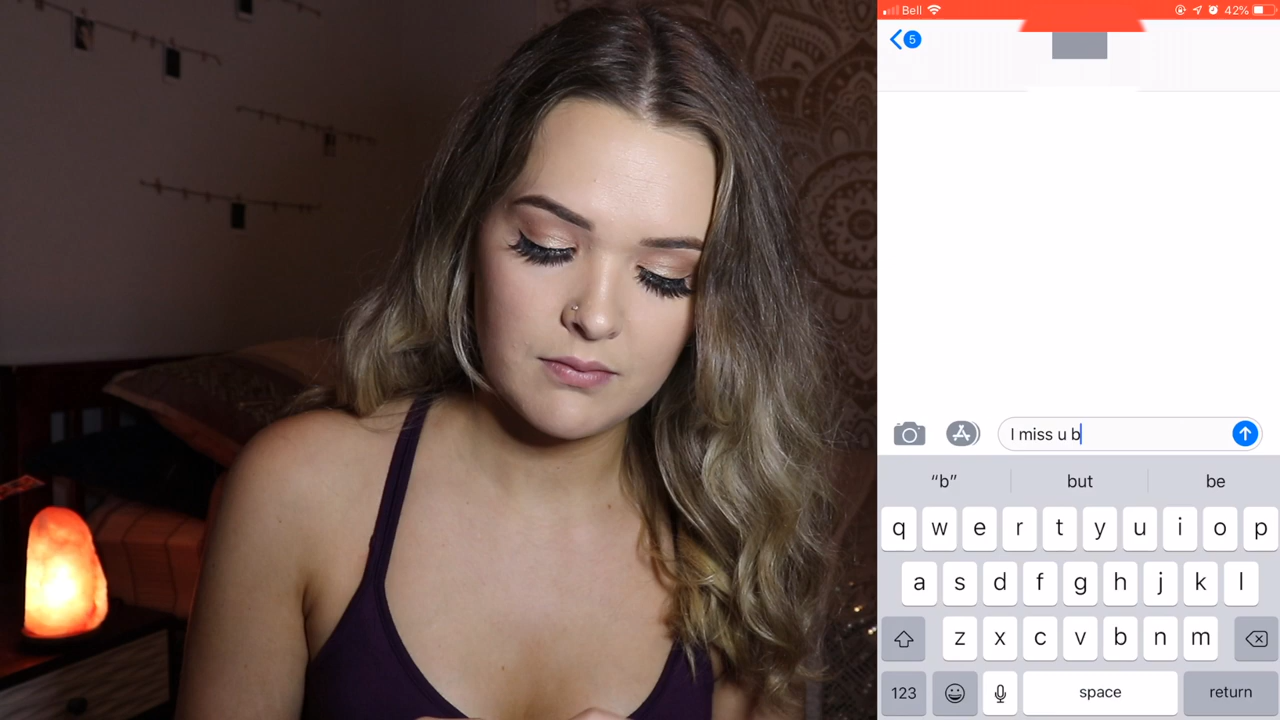 Bell 42%
5
I miss u b
“b” but be
q w e r t y u i o p
a s d f g h j k l
z x c v b n m
123 space return